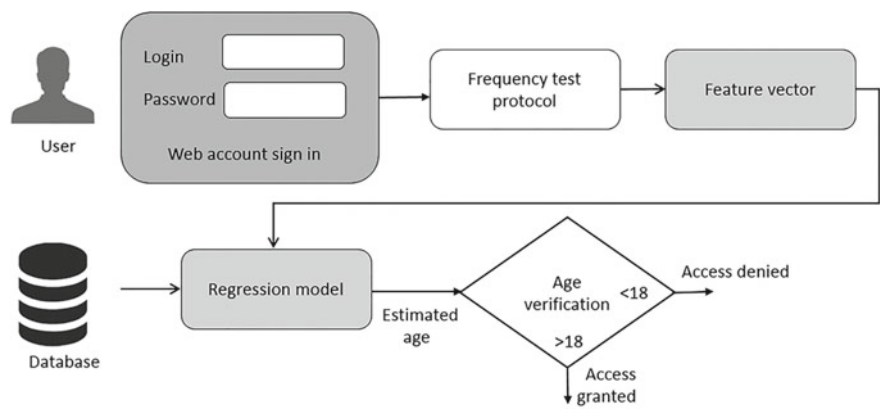 Login
Password
Web account sign in
User
Frequency test
protocol
Feature vector
Database
Regression model
Estimated
age
Age
verification
<18
>18
Access denied
Access
granted